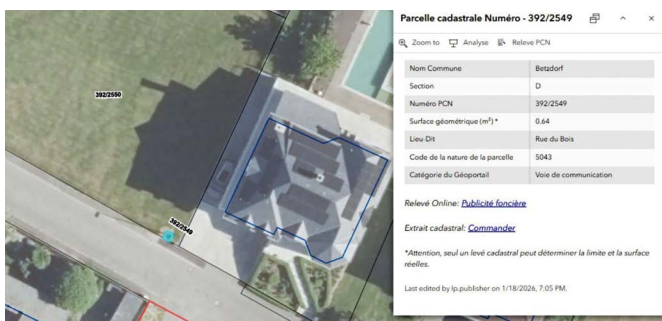 Parcelle cadastrale Numéro - 392/2549
Zoom to Analyse Releve PCN
Nom Commune Betzdorf
Section D
Numéro PCN 392/2549
Surface géométrique (m²) * 0.64
Lieu-Dit Rue du Bois
Code de la nature de la parcelle 5043
Catégorie du Géoportail Voie de communication
Relevé Online: Publicité foncière
Extrait cadastral: Commander
*Attention, seul un levé cadastral peut déterminer la limite et la surface
réelles.
Last edited by lp.publisher on 1/18/2026, 7:05 PM.
392/2550
392/2549